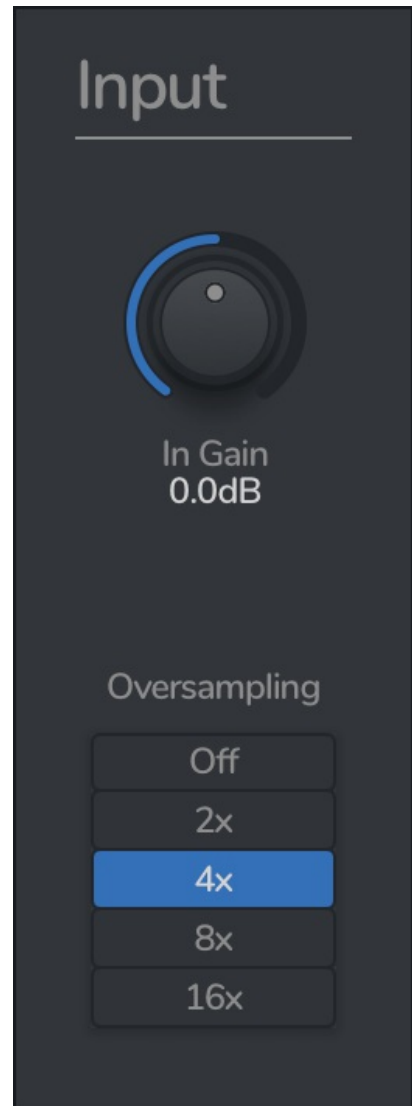 Input
In Gain
0.0dB
Oversampling
Off
2x
4x
8x
16x